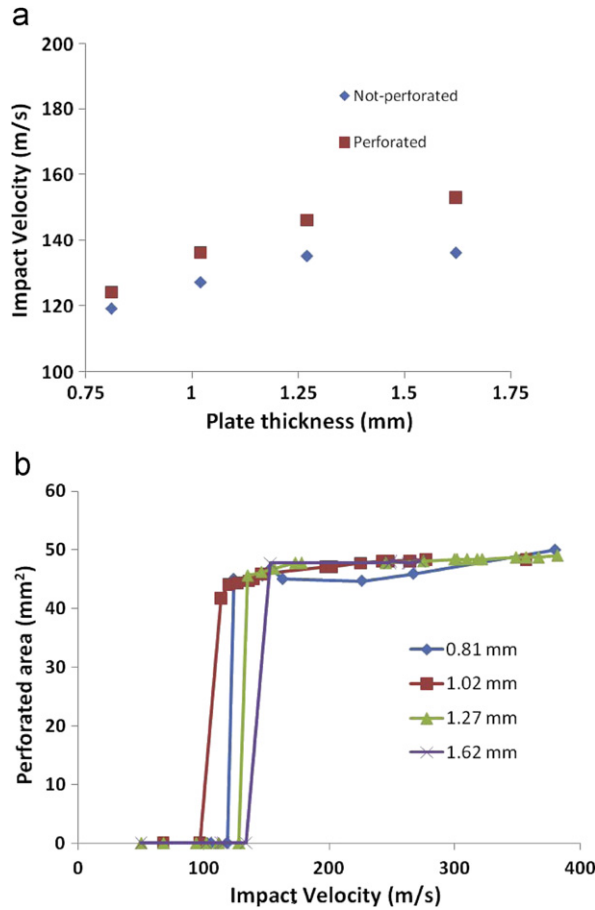 a
200
180
160
140
120
100
Impact Velocity (m/s)
Not-perforated
Perforated
0.75 1 1.25 1.5 1.75
Plate thickness (mm)
b
60
50
40
30
20
10
0
Perforated area (mm²)
0.81 mm
1.02 mm
1.27 mm
1.62 mm
0 100 200 300 400
Impact Velocity (m/s)